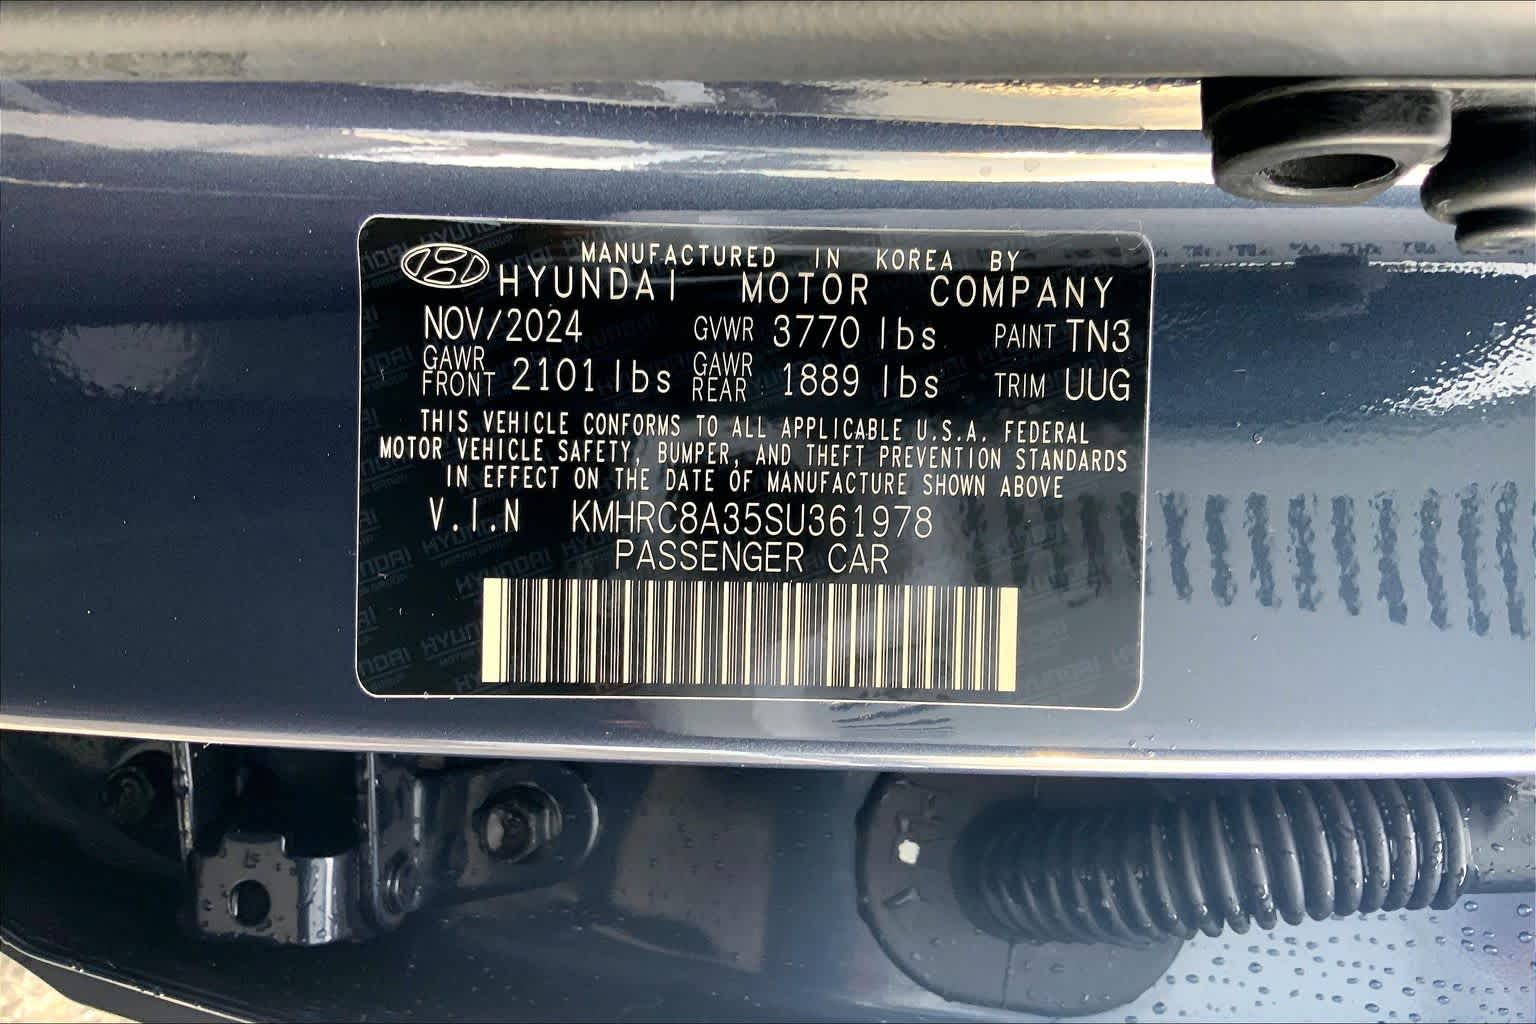 MANUFACTURED IN KOREA BY
HYUNDAI MOTOR COMPANY
NOV/2024 GVWR 3770 lbs PAINT TN3
GAWR FRONT 2101 lbs GAWR REAR 1889 lbs TRIM UUG
THIS VEHICLE CONFORMS TO ALL APPLICABLE U.S.A. FEDERAL
MOTOR VEHICLE SAFETY, BUMPER, AND THEFT PREVENTION STANDARDS
IN EFFECT ON THE DATE OF MANUFACTURE SHOWN ABOVE
V.I.N KMHRC8A35SU361978
PASSENGER CAR